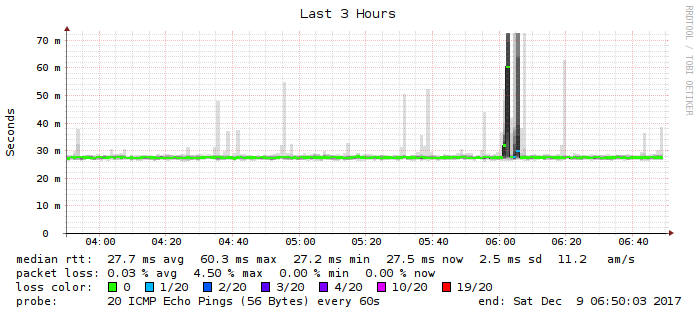 Last 3 Hours
RRDTOOL / TOBI OETIKER
Seconds
70 m
60 m
50 m
40 m
30 m
20 m
10 m
0
04:00 04:20 04:40 05:00 05:20 05:40 06:00 06:20 06:40
median rtt: 27.7 ms avg 60.3 ms max 27.2 ms min 27.5 ms now 2.5 ms sd 11.2 am/s
packet loss: 0.03 % avg 4.50 % max 0.00 % min 0.00 % now
loss color: 0 1/20 2/20 3/20 4/20 10/20 19/20
probe: 20 ICMP Echo Pings (56 Bytes) every 60s end: Sat Dec 9 06:50:03 2017